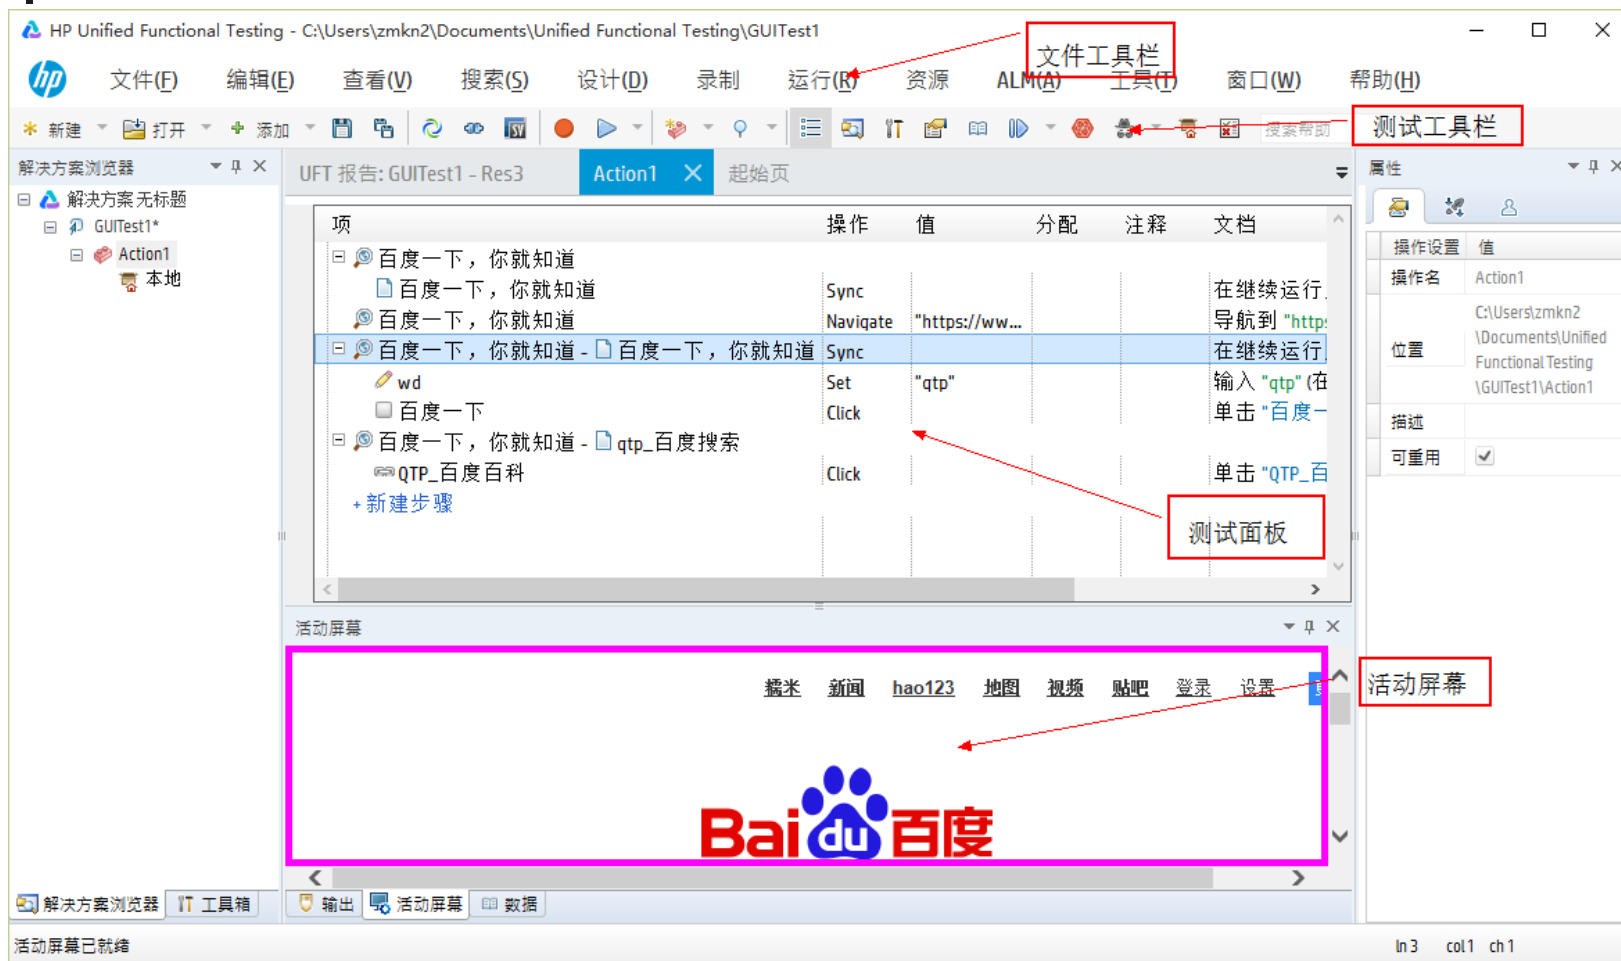 HP Unified Functional Testing - C:\Users\zmkn2\Documents\Unified Functional Testing\GUITest1
文件工具栏
hp 文件(F) 编辑(E) 查看(V) 搜索(S) 设计(D) 录制 运行(R) 资源 ALM(A) 工具(T) 窗口(W) 帮助(H)
新建 打开 添加 SV 搜索帮助
测试工具栏
解决方案浏览器
解决方案 无标题
GUITest1*
Action1
本地
UFT 报告: GUITest1 - Res3 Action1 起始页
项 操作 值 分配 注释 文档
百度一下，你就知道
百度一下，你就知道 Sync 在继续运行
百度一下，你就知道 Navigate "https://ww... 导航到 "https
百度一下，你就知道 - 百度一下，你就知道 Sync 在继续运行
wd Set "qtp" 输入 "qtp" (在
百度一下 Click 单击 "百度一
百度一下，你就知道 - qtp_百度搜索
QTP_百度百科 Click 单击 "QTP_百
+ 新建步骤
测试面板
属性
操作设置 值
操作名 Action1
位置
C:\Users\zmkn2
\Documents\Unified
Functional Testing
\GUITest1\Action1
描述
可重用
活动屏幕
糯米 新闻 hao123 地图 视频 贴吧 登录 设置
Bai du 百度
活动屏幕
解决方案浏览器 工具箱
输出 活动屏幕 数据
活动屏幕已就绪
ln 3 col 1 ch 1